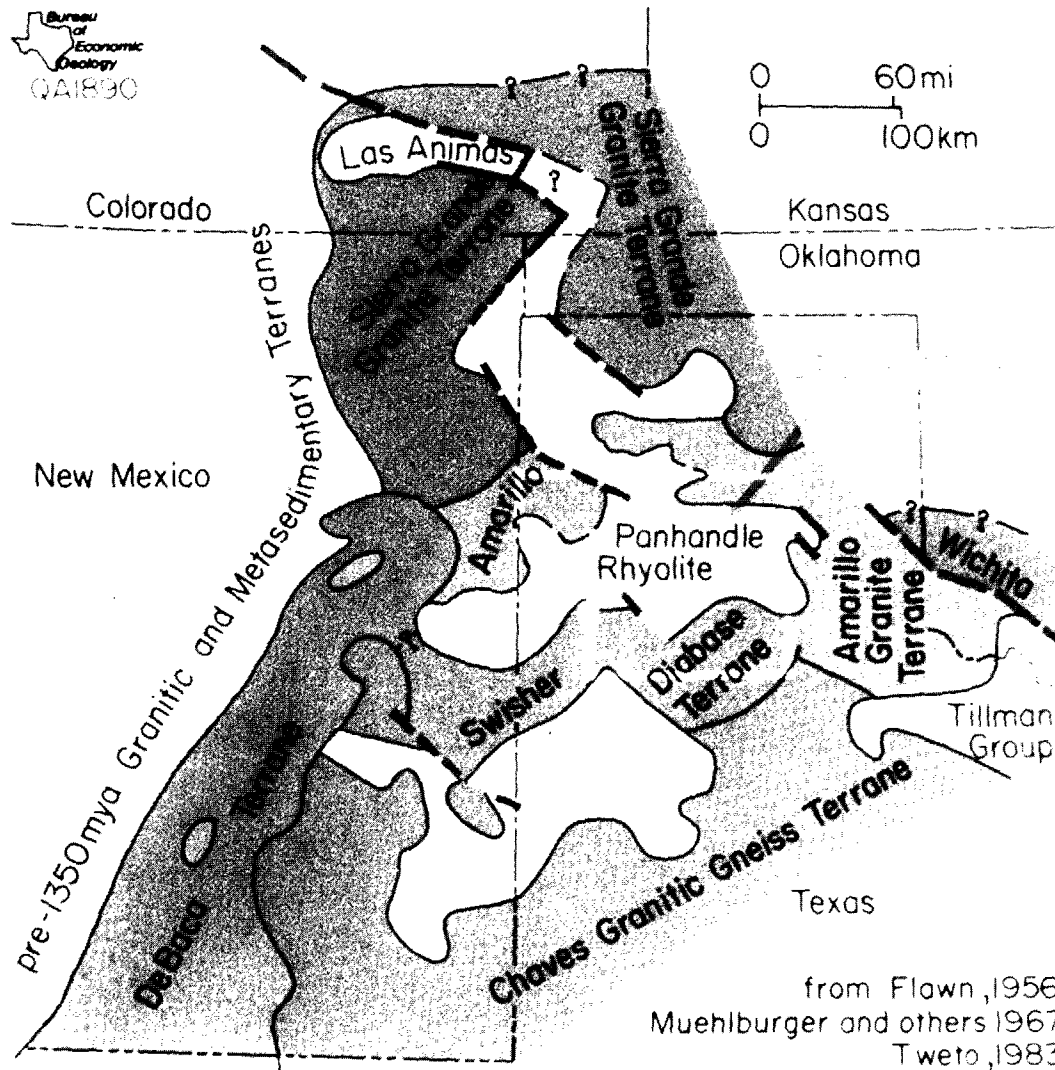 Bureau
of
Economic
Geology
QA1890
0 60mi
0 100km
? ?
Las Animas
?
Sierra Grande
Granite Terrane
Colorado
Kansas
Oklahoma
Sierra Grande
Granite Terrane
pre-1350mya Granitic and Metasedimentary Terranes
New Mexico
Amarillo
Panhandle
Rhyolite
? ?
Wichita
Amarillo
Granite
Terrane
?
Swisher
Diabase
Terrane
Tillman
Group
DeBaca Terrane
Chaves Granitic Gneiss Terrane
Texas
from Flawn, 1956
Muehlburger and others 1967
Tweto, 1983